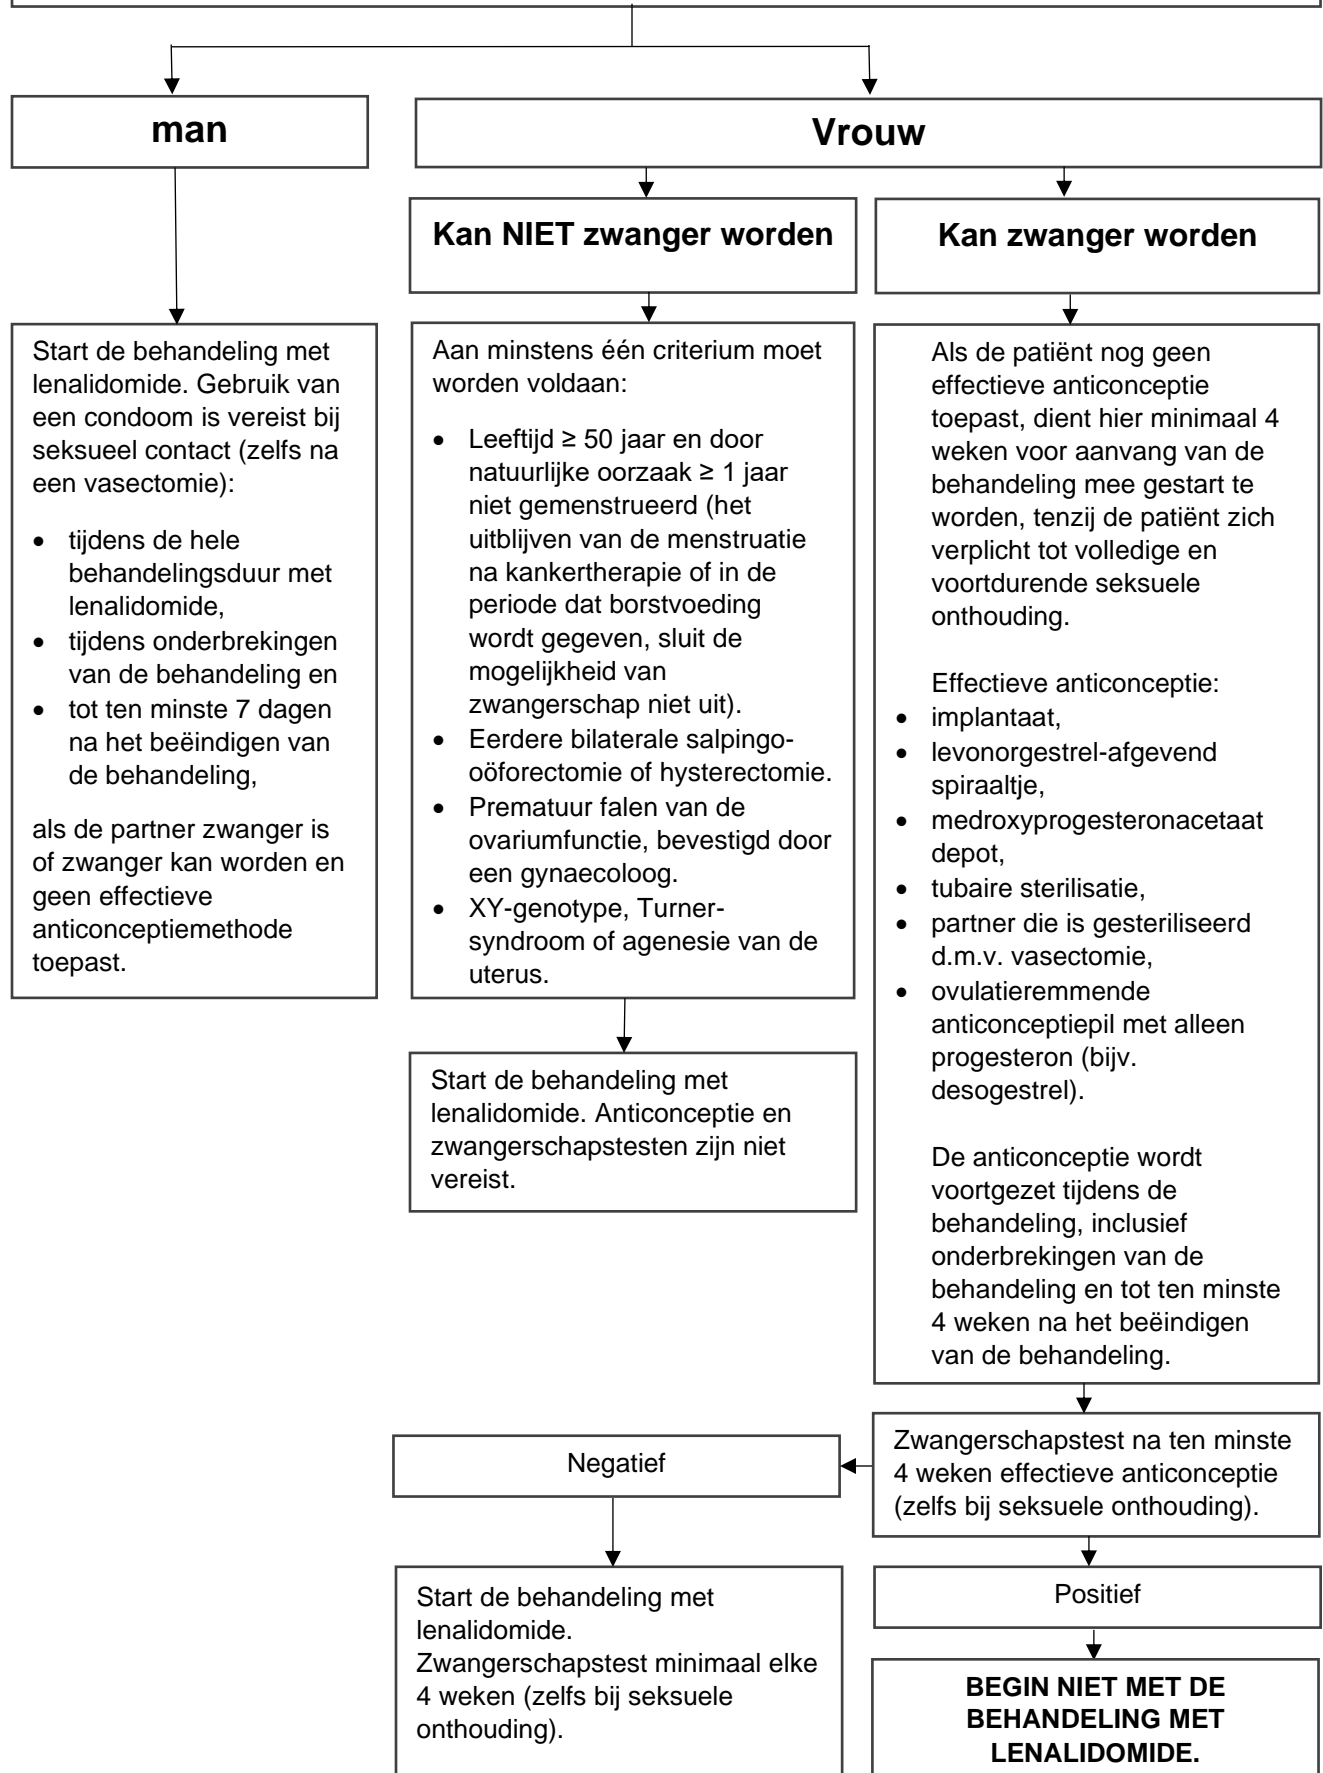 man
Vrouw
Kan NIET zwanger worden
Kan zwanger worden
Start de behandeling met
lenalidomide. Gebruik van
een condoom is vereist bij
seksueel contact (zelfs na
een vasectomie):
• tijdens de hele
behandelingsduur met
lenalidomide,
• tijdens onderbrekingen
van de behandeling en
• tot ten minste 7 dagen
na het beëindigen van
de behandeling,
als de partner zwanger is
of zwanger kan worden en
geen effectieve
anticonceptiemethode
toepast.
Aan minstens één criterium moet
worden voldaan:
• Leeftijd ≥ 50 jaar en door
natuurlijke oorzaak ≥ 1 jaar
niet gemenstrueerd (het
uitblijven van de menstruatie
na kankertherapie of in de
periode dat borstvoeding
wordt gegeven, sluit de
mogelijkheid van
zwangerschap niet uit).
• Eerdere bilaterale salpingo-
oöforectomie of hysterectomie.
• Prematuur falen van de
ovariumfunctie, bevestigd door
een gynaecoloog.
• XY-genotype, Turner-
syndroom of agenesie van de
uterus.
Start de behandeling met
lenalidomide. Anticonceptie en
zwangerschapstesten zijn niet
vereist.
Als de patiënt nog geen
effectieve anticonceptie
toepast, dient hier minimaal 4
weken voor aanvang van de
behandeling mee gestart te
worden, tenzij de patiënt zich
verplicht tot volledige en
voortdurende seksuele
onthouding.
Effectieve anticonceptie:
• implantaat,
• levonorgestrel-afgevend
spiraaltje,
• medroxyprogesteronacetaat
depot,
• tubaire sterilisatie,
• partner die is gesteriliseerd
d.m.v. vasectomie,
• ovulatieremmende
anticonceptiepil met alleen
progesteron (bijv.
desogestrel).
De anticonceptie wordt
voortgezet tijdens de
behandeling, inclusief
onderbrekingen van de
behandeling en tot ten minste
4 weken na het beëindigen
van de behandeling.
Zwangerschapstest na ten minste
4 weken effectieve anticonceptie
(zelfs bij seksuele onthouding).
Negatief
Start de behandeling met
lenalidomide.
Zwangerschapstest minimaal elke
4 weken (zelfs bij seksuele
onthouding).
Positief
BEGIN NIET MET DE
BEHANDELING MET
LENALIDOMIDE.